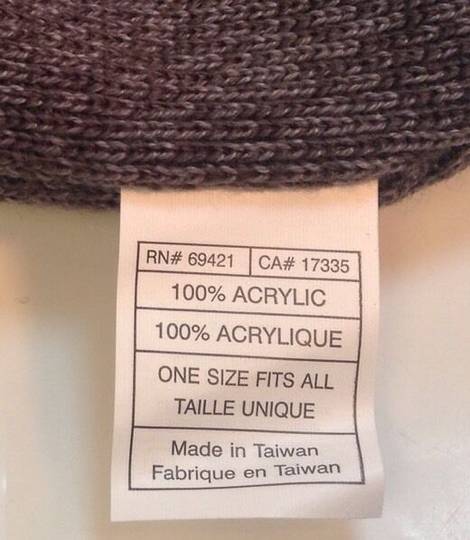 RN# 69421 CA# 17335
100% ACRYLIC
100% ACRYLIQUE
ONE SIZE FITS ALL
TAILLE UNIQUE
Made in Taiwan
Fabrique en Taiwan